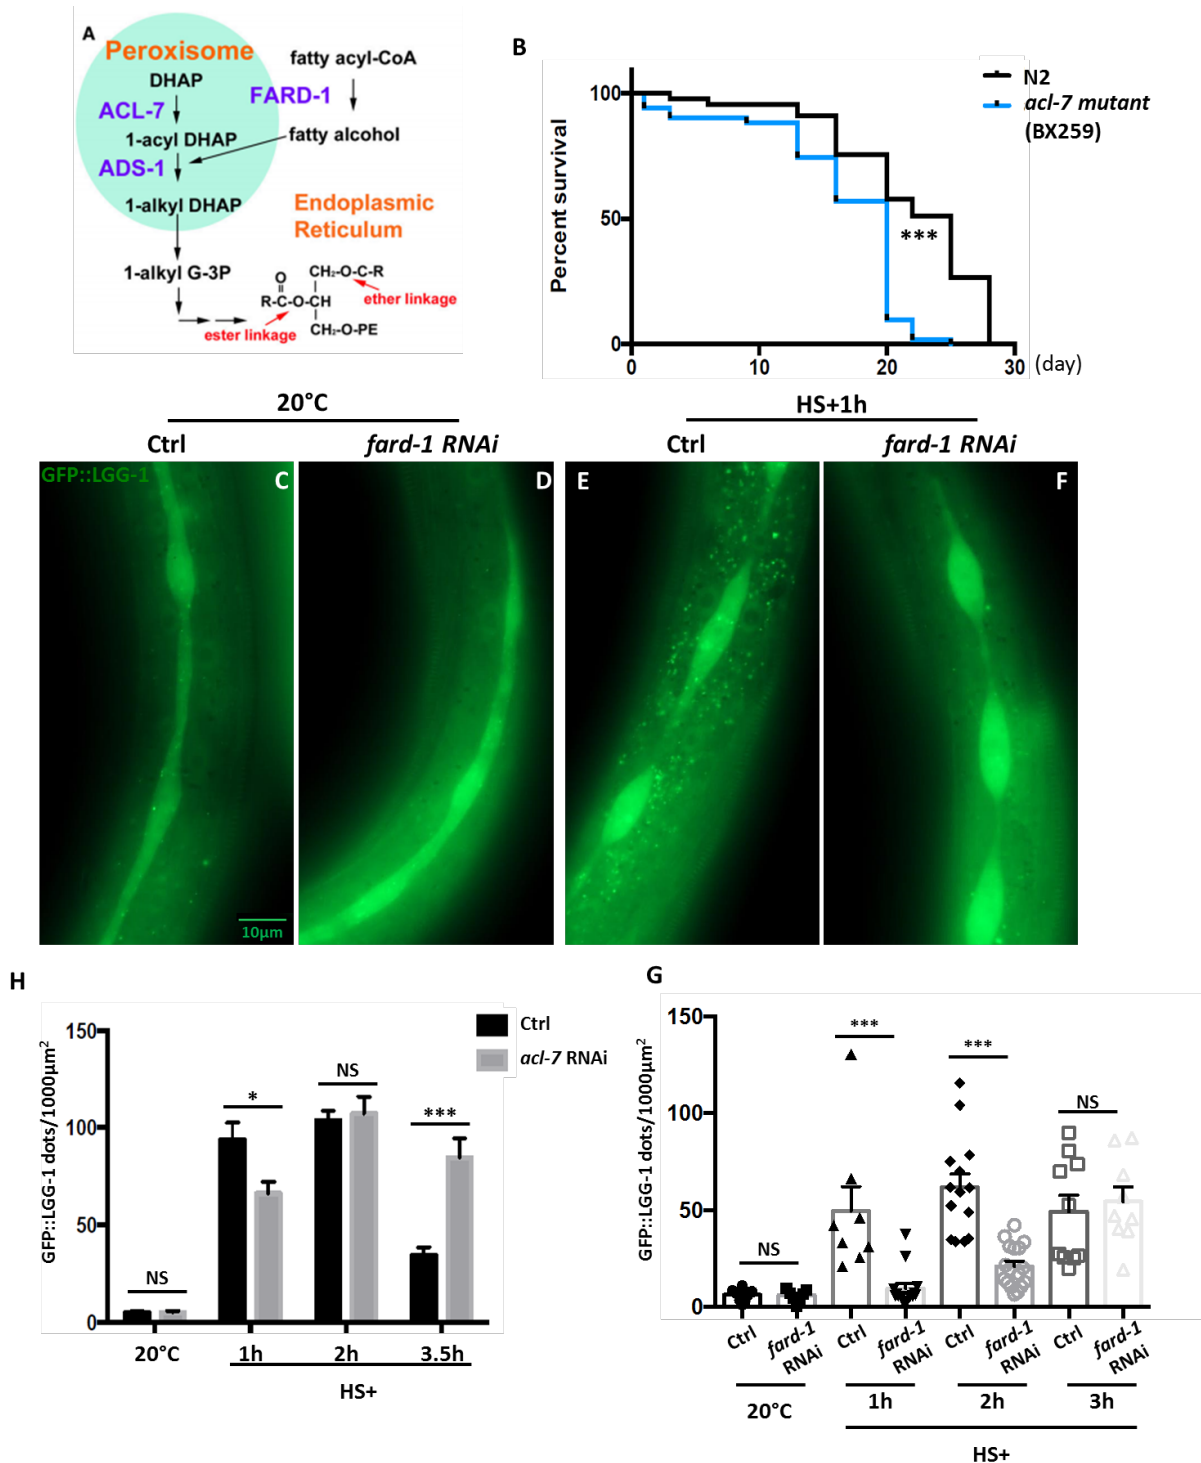 A
Peroxisome
DHAP
fatty acyl-CoA
ACL-7
FARD-1
1-acyl DHAP
fatty alcohol
ADS-1
1-alkyl DHAP
Endoplasmic
Reticulum
1-alkyl G-3P
O
CH₂-O-C-R
R-C-O-CH
ether linkage
ester linkage
CH₂-O-PE
B
N2
acl-7 mutant
(BX259)
Percent survival
100
50
0
***
0 10 20 30 (day)
20°C
HS+1h
Ctrl
fard-1 RNAi
Ctrl
fard-1 RNAi
GFP::LGG-1
C
D
E
F
10µm
H
GFP::LGG-1 dots/1000µm²
150
100
50
0
Ctrl
acl-7 RNAi
NS
*
NS
***
20°C 1h 2h 3.5h
HS+
G
GFP::LGG-1 dots/1000µm²
150
100
50
0
NS
***
***
NS
Ctrl
fard-1 RNAi
Ctrl
fard-1 RNAi
Ctrl
fard-1 RNAi
Ctrl
fard-1 RNAi
20°C 1h 2h 3h
HS+